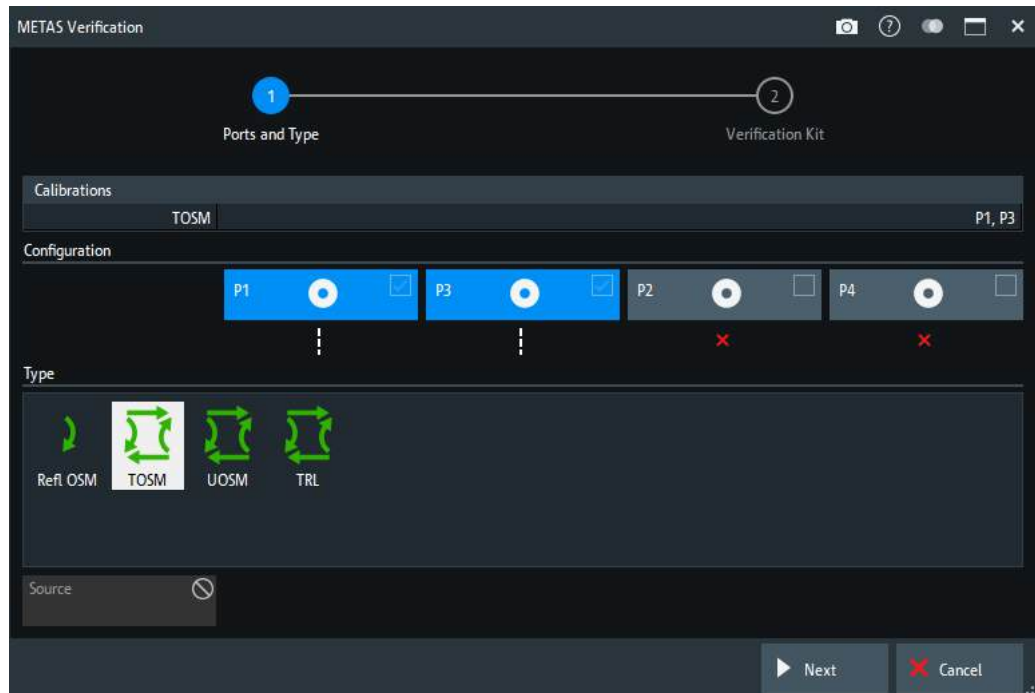 METAS Verification
?
1
2
Ports and Type
Verification Kit
Calibrations
TOSM P1, P3
Configuration
P1 P3 P2 P4
Type
Refl OSM TOSM UOSM TRL
Source
Next Cancel